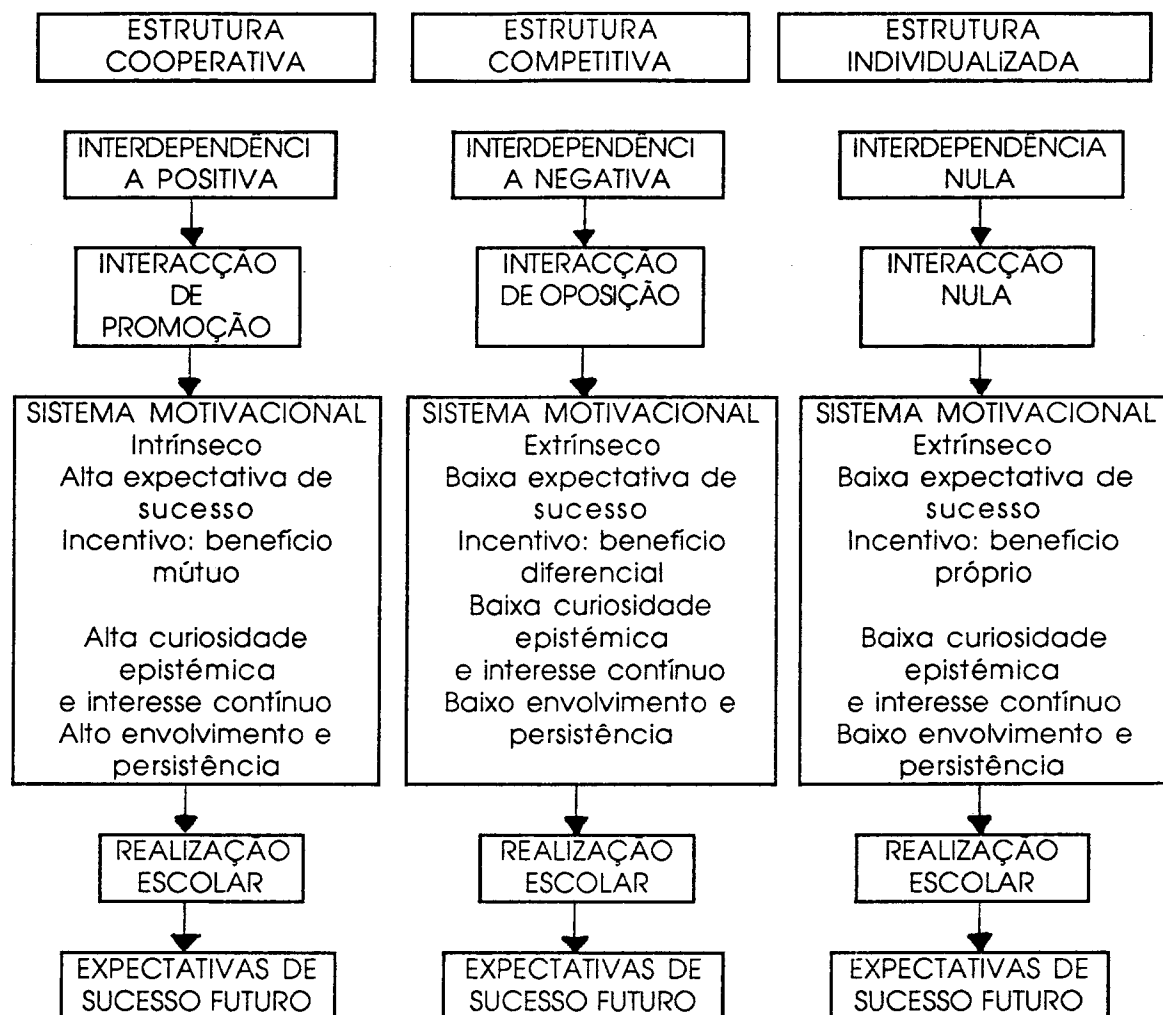 ESTRUTURA
COOPERATIVA
INTERDEPENDÊNCI
A POSITIVA
INTERACÇÃO
DE
PROMOÇÃO
SISTEMA MOTIVACIONAL
Intrínseco
Alta expectativa de
sucesso
Incentivo: benefício
mútuo
Alta curiosidade
epistémica
e interesse contínuo
Alto envolvimento e
persistência
REALIZAÇÃO
ESCOLAR
EXPECTATIVAS DE
SUCESSO FUTURO
ESTRUTURA
COMPETITIVA
INTERDEPENDÊNCI
A NEGATIVA
INTERACÇÃO
DE OPOSIÇÃO
SISTEMA MOTIVACIONAL
Extrínseco
Baixa expectativa de
sucesso
Incentivo: benefício
diferencial
Baixa curiosidade
epistémica
e interesse contínuo
Baixo envolvimento e
persistência
REALIZAÇÃO
ESCOLAR
EXPECTATIVAS DE
SUCESSO FUTURO
ESTRUTURA
INDIVIDUALiZADA
INTERDEPENDÊNCIA
NULA
INTERACÇÃO
NULA
SISTEMA MOTIVACIONAL
Extrínseco
Baixa expectativa de
sucesso
Incentivo: benefício
próprio
Baixa curiosidade
epistémica
e interesse contínuo
Baixo envolvimento e
persistência
REALIZAÇÃO
ESCOLAR
EXPECTATIVAS DE
SUCESSO FUTURO